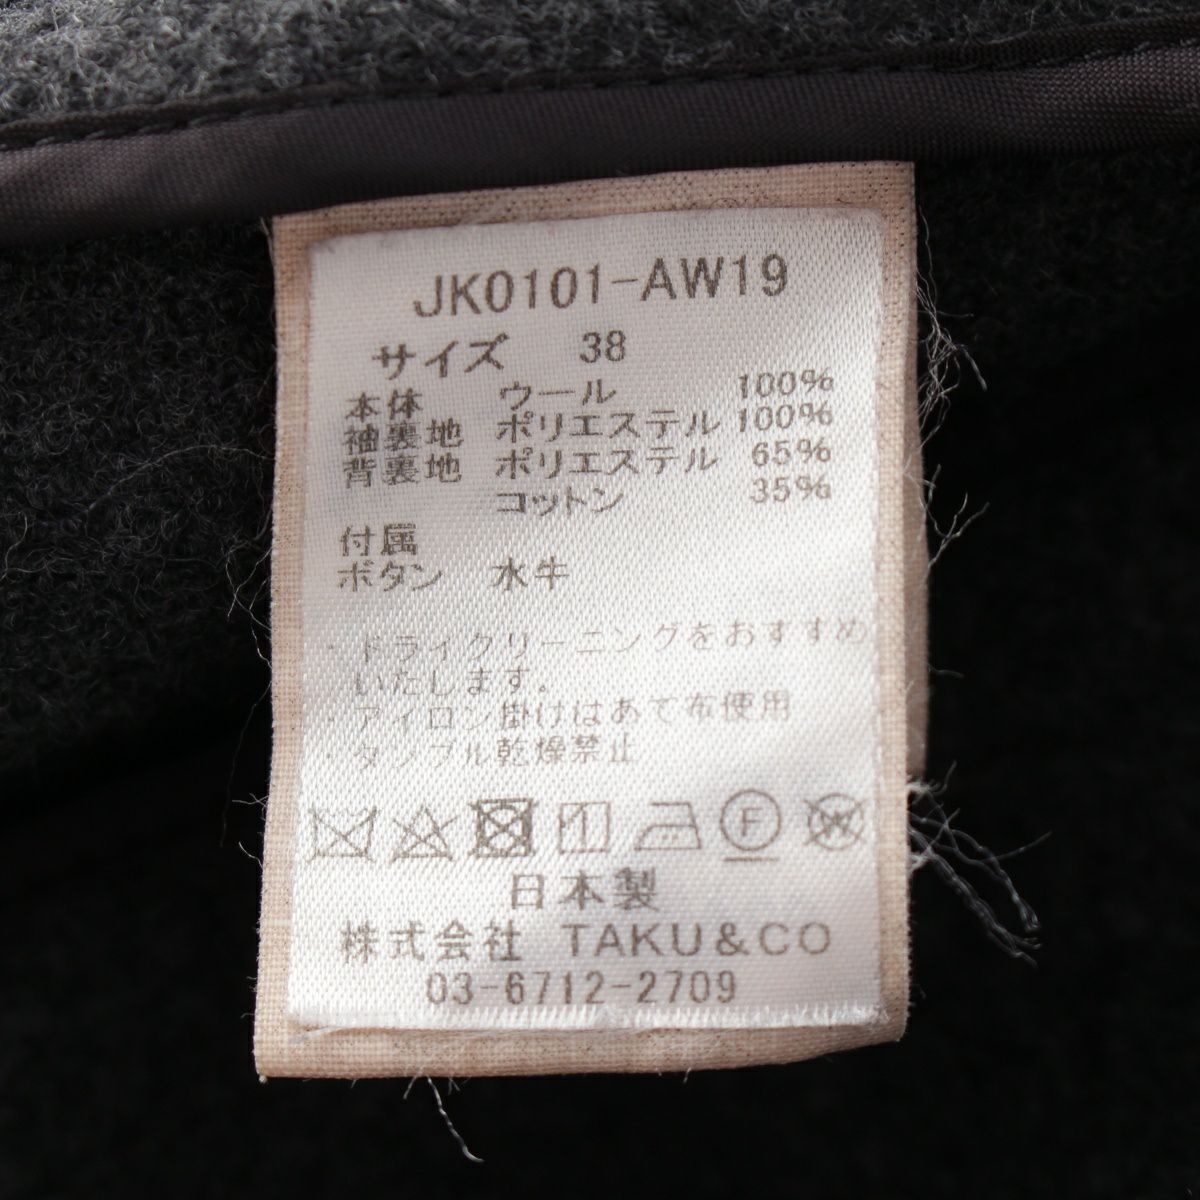 JK0101-AW19
サイズ 38
本体 ウール 100%
袖裏地 ポリエステル 100%
背裏地 ポリエステル 65%
コットン 35%
付属
ボタン 水牛
・ドライクリーニングをおすすめ
いたします。
・アイロン掛けはあて布使用
・タンブル乾燥禁止
F W
日本製
株式会社 TAKU&CO
03-6712-2709